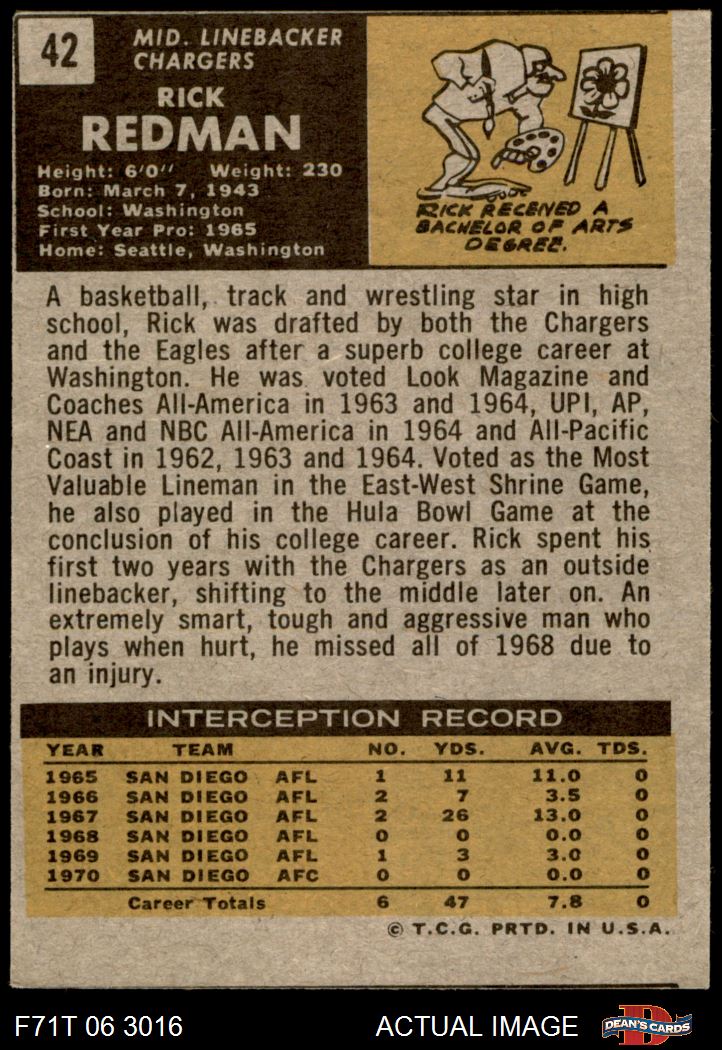 42
MID. LINEBACKER
CHARGERS
RICK
REDMAN
Height: 6'0'' Weight: 230
Born: March 7, 1943
School: Washington
First Year Pro: 1965
Home: Seattle, Washington
RICK RECEIVED A
BACHELOR OF ARTS
DEGREE.
A basketball, track and wrestling star in high
school, Rick was drafted by both the Chargers
and the Eagles after a superb college career at
Washington. He was voted Look Magazine and
Coaches All-America in 1963 and 1964, UPI, AP,
NEA and NBC All-America in 1964 and All-Pacific
Coast in 1962, 1963 and 1964. Voted as the Most
Valuable Lineman in the East-West Shrine Game,
he also played in the Hula Bowl Game at the
conclusion of his college career. Rick spent his
first two years with the Chargers as an outside
linebacker, shifting to the middle later on. An
extremely smart, tough and aggressive man who
plays when hurt, he missed all of 1968 due to
an injury.
INTERCEPTION RECORD
YEAR TEAM NO. YDS. AVG. TDS.
1965 SAN DIEGO AFL 1 11 11.0 0
1966 SAN DIEGO AFL 2 7 3.5 0
1967 SAN DIEGO AFL 2 26 13.0 0
1968 SAN DIEGO AFL 0 0 0.0 0
1969 SAN DIEGO AFL 1 3 3.0 0
1970 SAN DIEGO AFC 0 0 0.0 0
Career Totals 6 47 7.8 0
© T.C.G. PRTD. IN U.S.A.
F71T 06 3016 ACTUAL IMAGE D DEAN'S CARDS